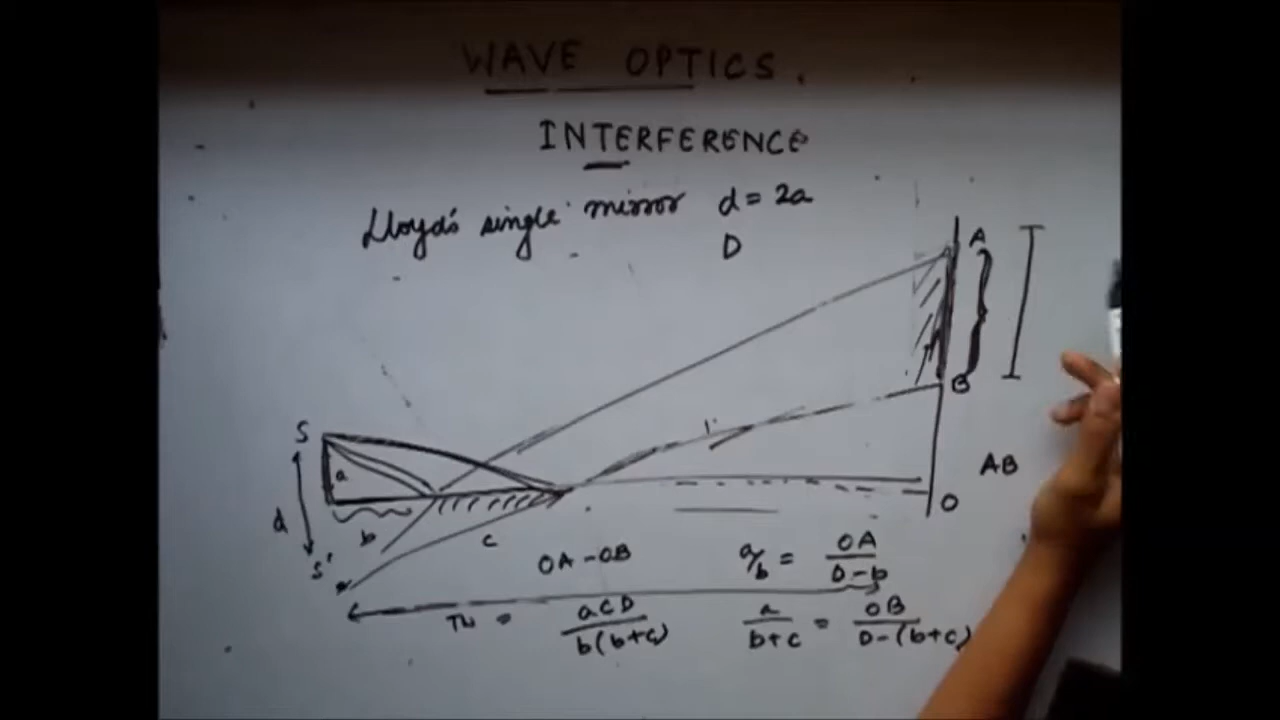 WAVE OPTICS.
INTERFERENCE
Lloyd's single mirror d = 2a
D
A
S
a
B
AB
d
b
c
O
S'
OA - OB
a/b = OA/D-b
= aCD/b(b+c)
a/b+c = OB/D-(b+c)